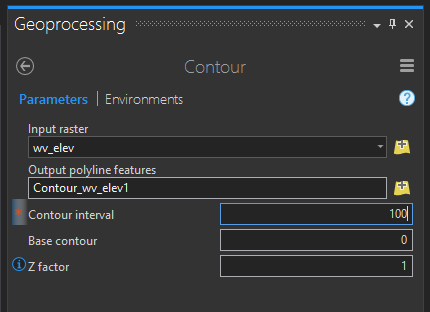 Geoprocessing
Contour
Parameters | Environments
Input raster
wv_elev
Output polyline features
Contour_wv_elev1
Contour interval 100
Base contour 0
Z factor 1